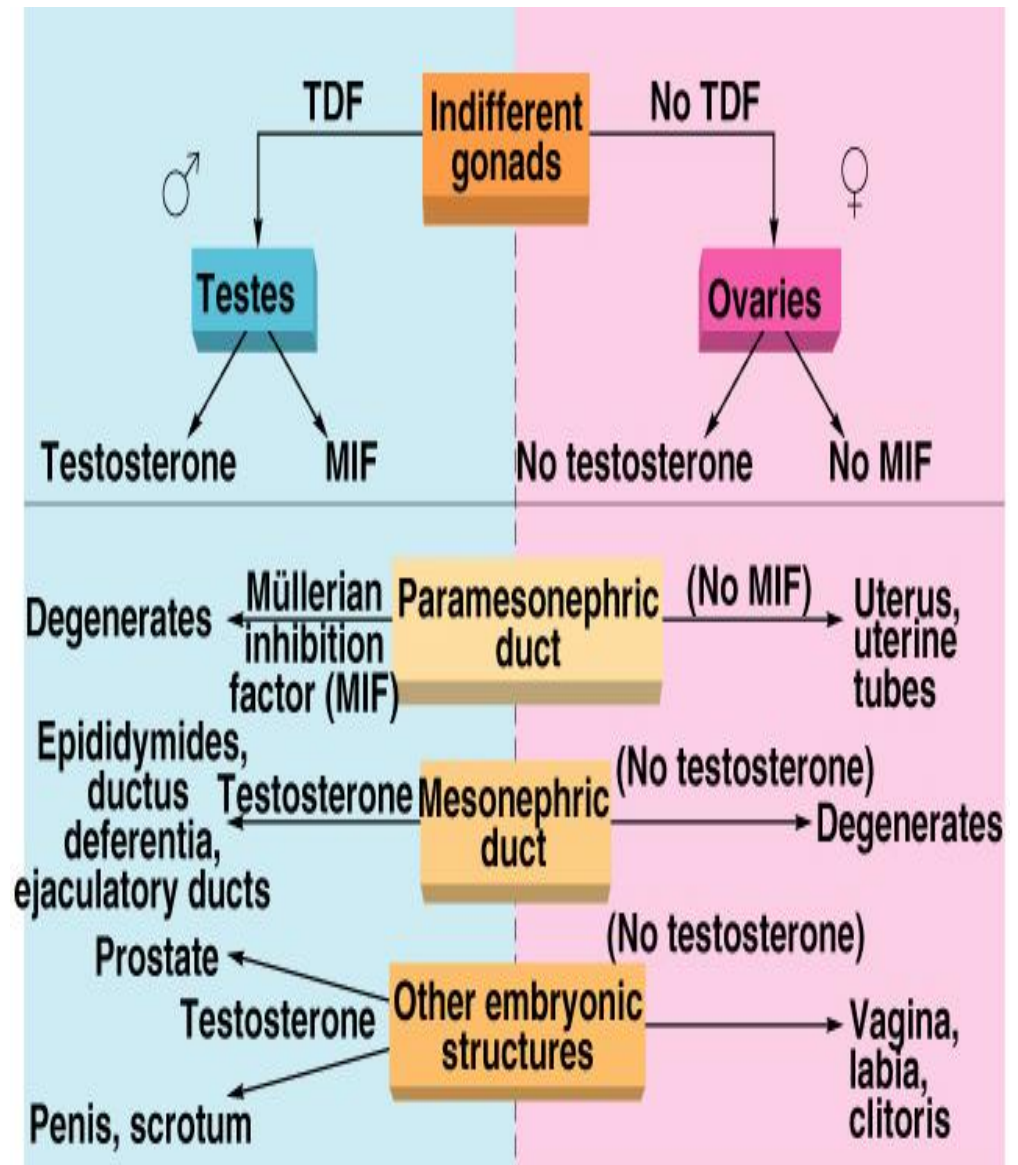 TDF
Indifferent
gonads
No TDF
Testes
Ovaries
Testosterone
MIF
No testosterone
No MIF
Degenerates
Müllerian
inhibition
factor (MIF)
Paramesonephric
duct
(No MIF)
Uterus,
uterine
tubes
Epididymides,
ductus
deferentia,
ejaculatory ducts
Testosterone
Mesonephric
duct
(No testosterone)
Degenerates
Prostate
Testosterone
Penis, scrotum
Other embryonic
structures
(No testosterone)
Vagina,
labia,
clitoris